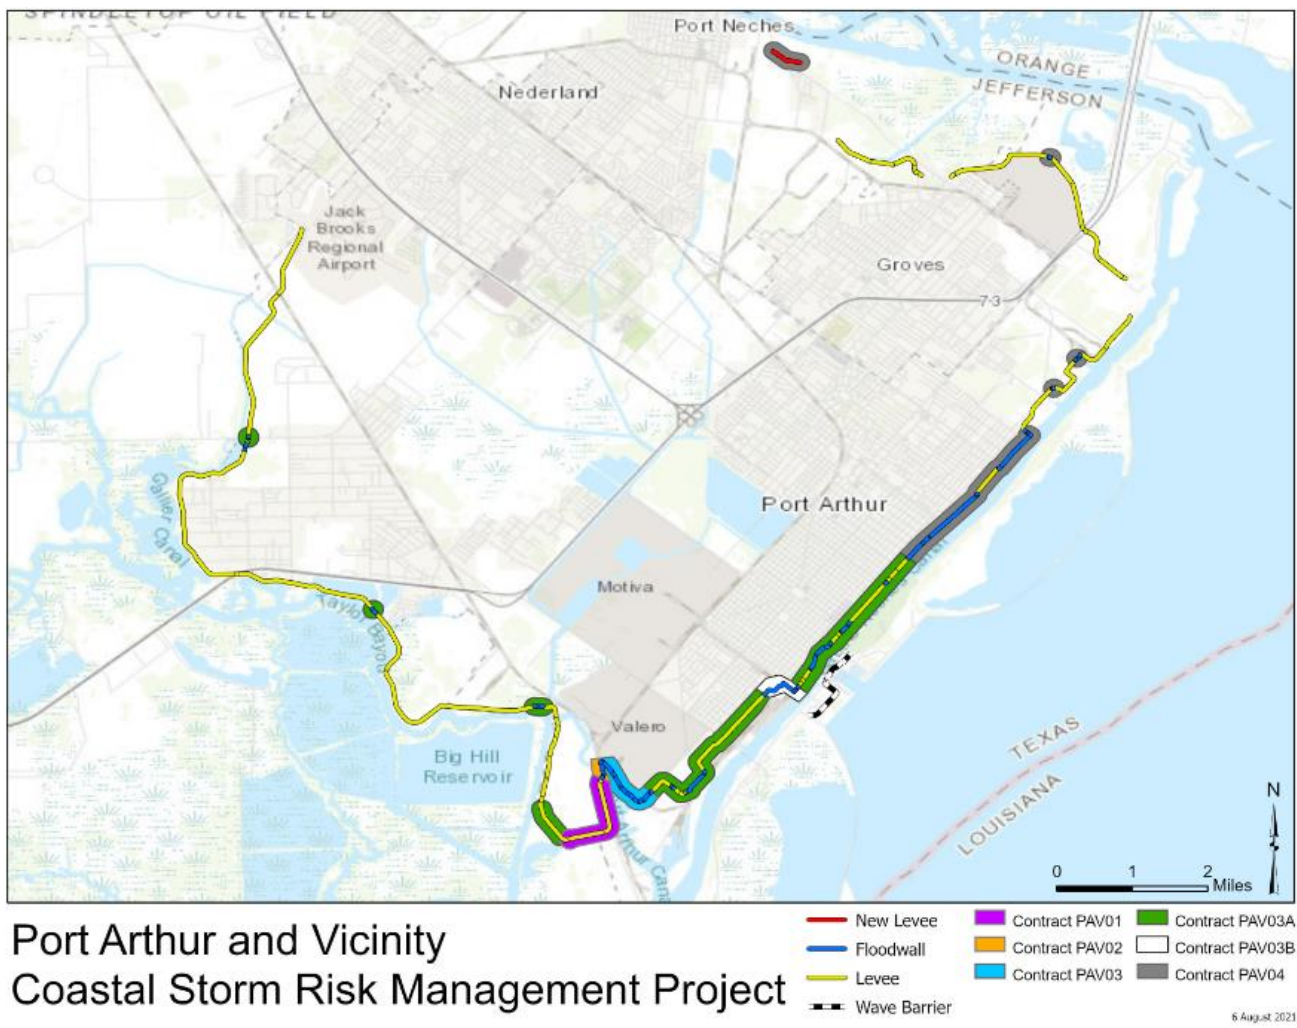 SPINDLETOP OIL FIELD
Port Neches
ORANGE
JEFFERSON
Nederland
Jack
Brooks
Regional
Airport
Groves
73
Gallier
Canal
Port Arthur
Canal
Motiva
Taylor Bayou
Valero
Big Hill
Reservoir
TEXAS
LOUISIANA
N
0 1 2
Miles
Port Arthur and Vicinity
Coastal Storm Risk Management Project
New Levee
Floodwall
Levee
Wave Barrier
Contract PAV01
Contract PAV02
Contract PAV03
Contract PAV03A
Contract PAV03B
Contract PAV04
6 August 2021